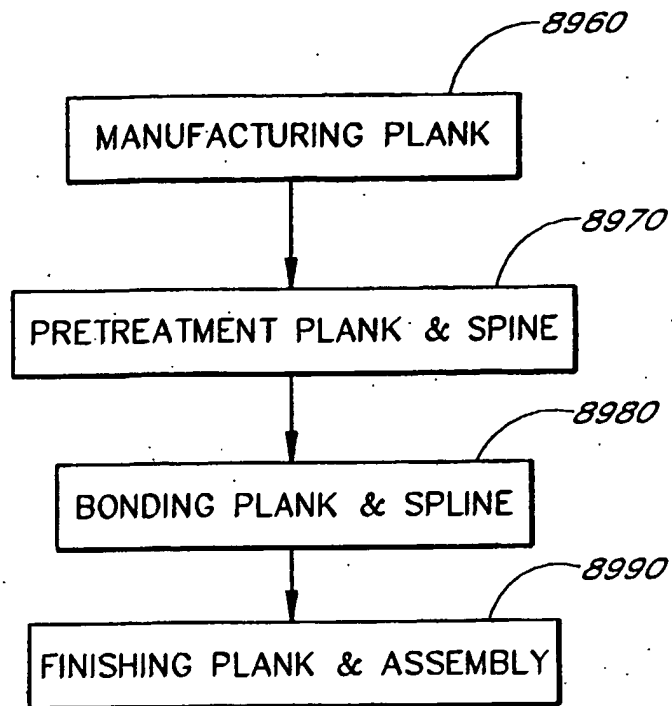 8960
MANUFACTURING PLANK
8970
PRETREATMENT PLANK & SPINE
8980
BONDING PLANK & SPLINE
8990
FINISHING PLANK & ASSEMBLY